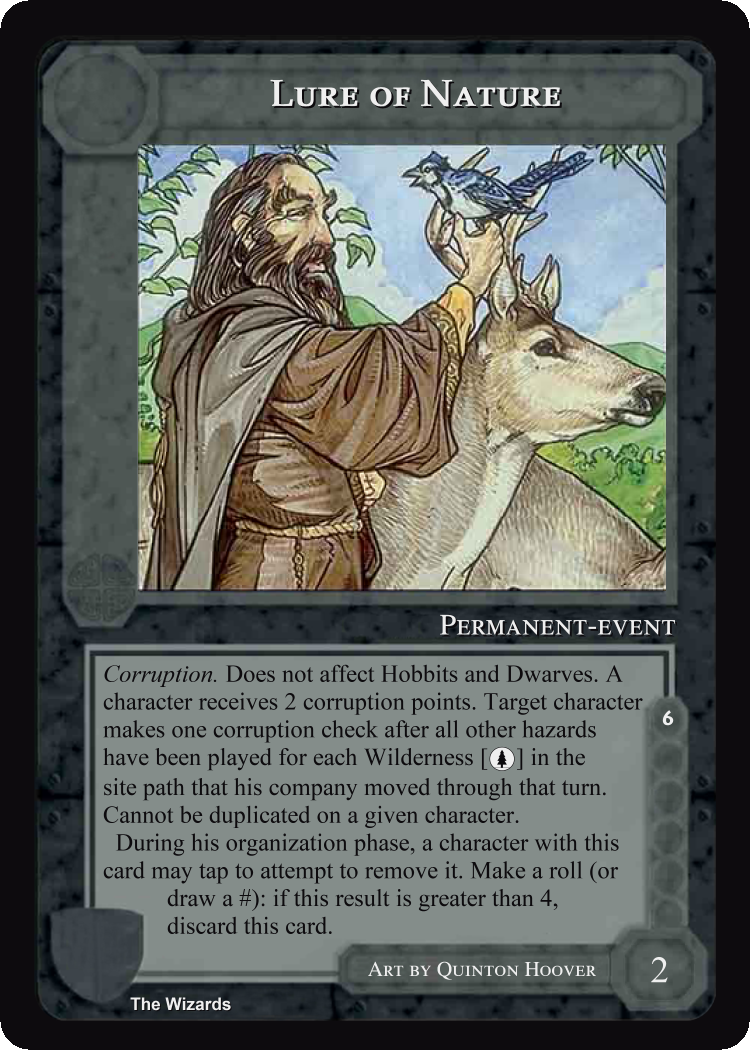 Lure of Nature
Permanent-event
Corruption. Does not affect Hobbits and Dwarves. A
character receives 2 corruption points. Target character
makes one corruption check after all other hazards
have been played for each Wilderness [ ] in the
site path that his company moved through that turn.
Cannot be duplicated on a given character.
During his organization phase, a character with this
card may tap to attempt to remove it. Make a roll (or
draw a #): if this result is greater than 4,
discard this card.
6
Art by Quinton Hoover
2
The Wizards